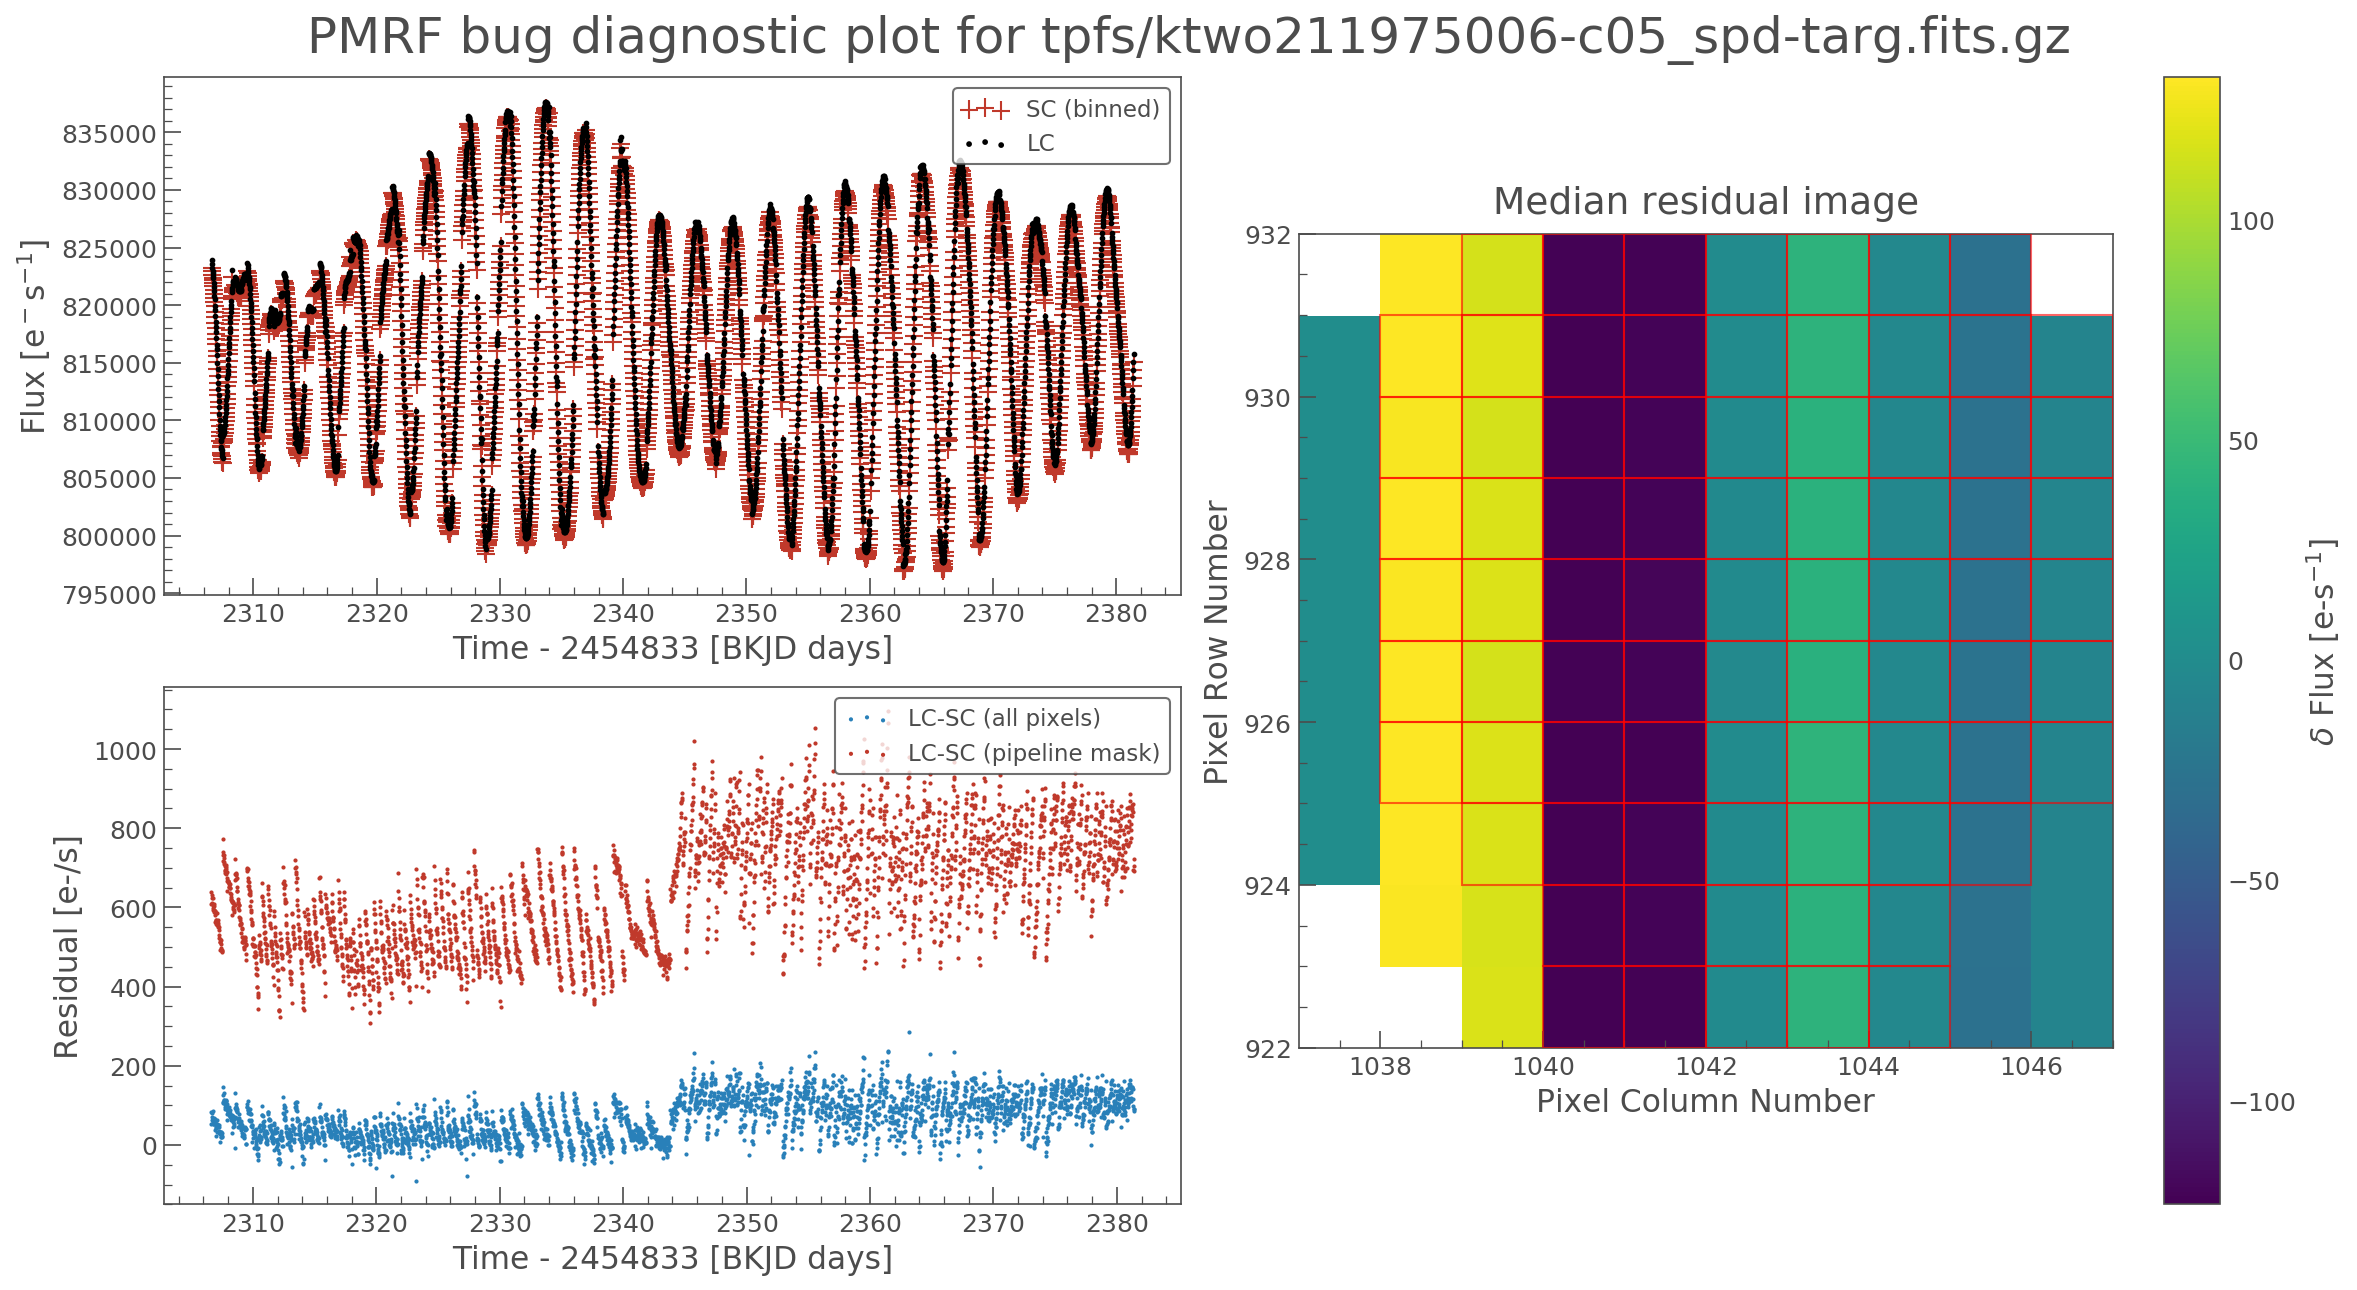 PMRF bug diagnostic plot for tpfs/ktwo211975006-c05_spd-targ.fits.gz
SC (binned)
LC
835000
830000
825000
820000
815000
810000
805000
800000
795000
Flux [e⁻ s⁻¹]
2310 2320 2330 2340 2350 2360 2370 2380
Time - 2454833 [BKJD days]
LC-SC (all pixels)
LC-SC (pipeline mask)
1000
800
600
400
200
0
Residual [e-/s]
2310 2320 2330 2340 2350 2360 2370 2380
Time - 2454833 [BKJD days]
Median residual image
932
930
928
926
924
922
Pixel Row Number
1038 1040 1042 1044 1046
Pixel Column Number
100
50
0
−50
−100
δ Flux [e-s⁻¹]